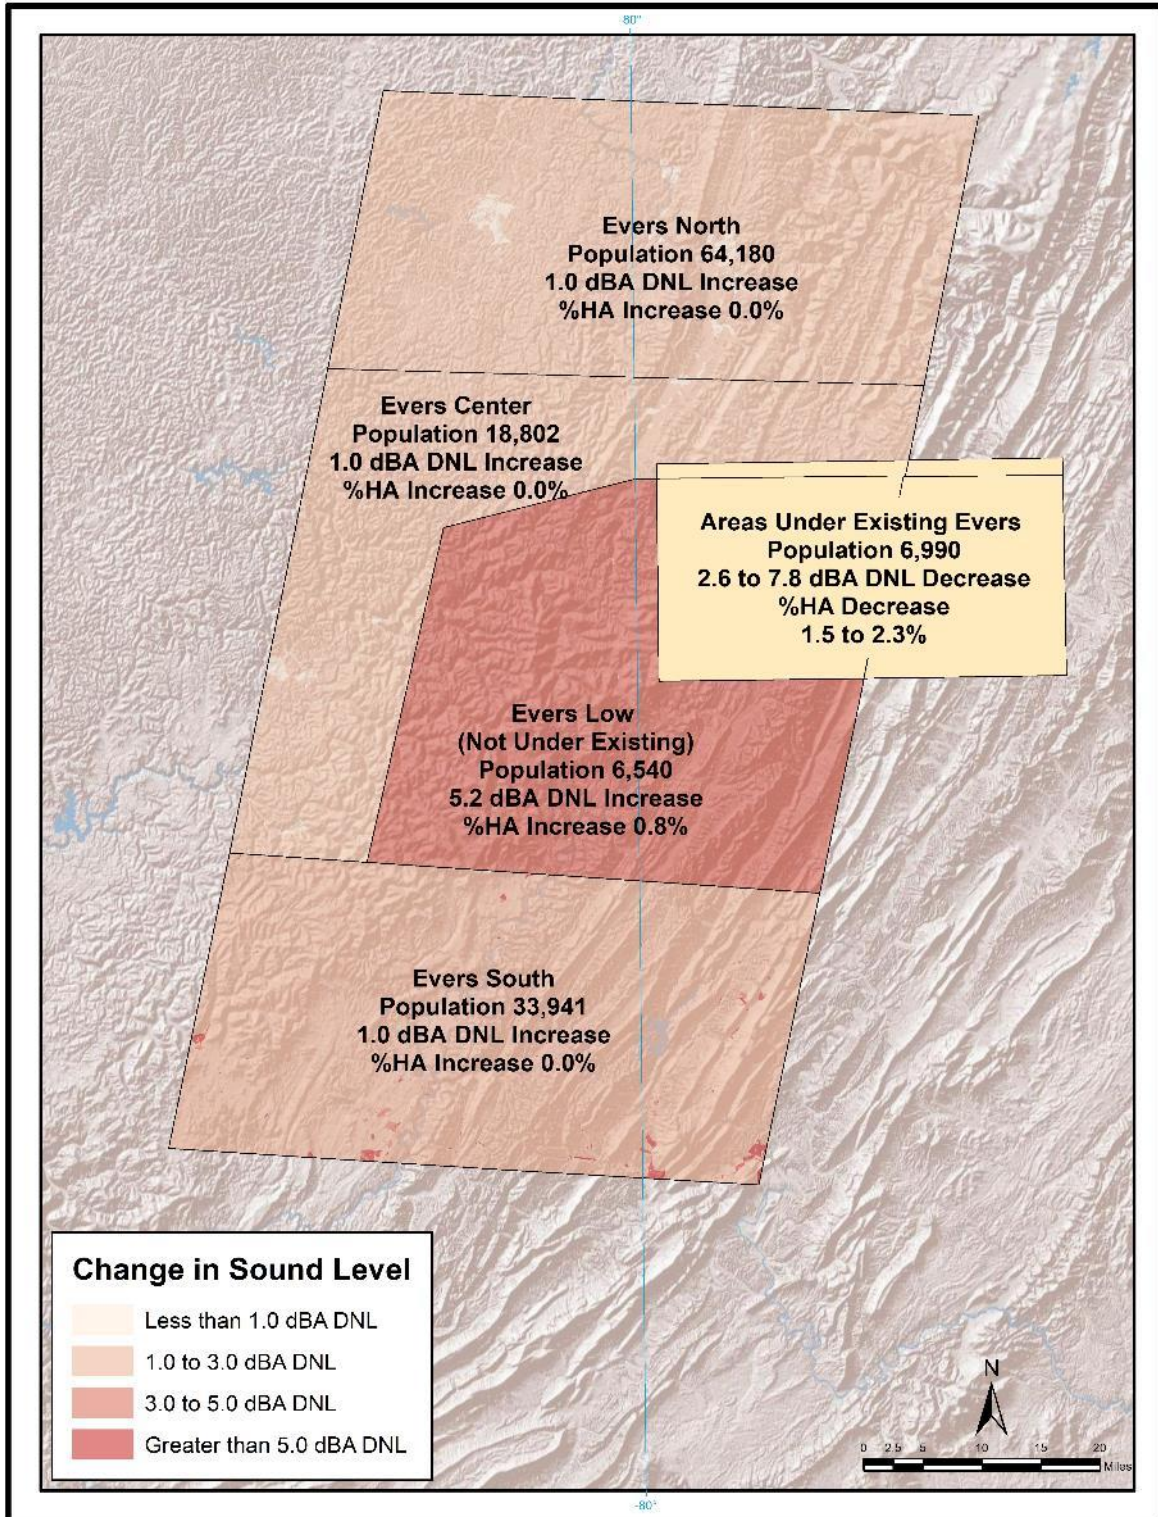 80°
Evers North
Population 64,180
1.0 dBA DNL Increase
%HA Increase 0.0%
Evers Center
Population 18,802
1.0 dBA DNL Increase
%HA Increase 0.0%
Areas Under Existing Evers
Population 6,990
2.6 to 7.8 dBA DNL Decrease
%HA Decrease
1.5 to 2.3%
Evers Low
(Not Under Existing)
Population 6,540
5.2 dBA DNL Increase
%HA Increase 0.8%
Evers South
Population 33,941
1.0 dBA DNL Increase
%HA Increase 0.0%
Change in Sound Level
Less than 1.0 dBA DNL
1.0 to 3.0 dBA DNL
3.0 to 5.0 dBA DNL
Greater than 5.0 dBA DNL
N
0 2.5 5 10 15 20
Miles
-80°